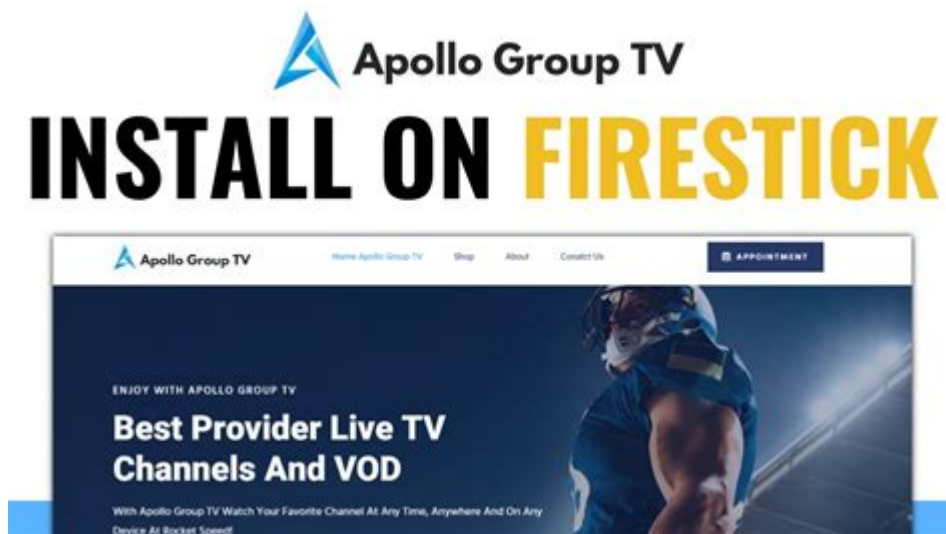 Apollo Group TV
INSTALL ON FIRESTICK
Apollo Group TV
Home Apollo Group TV Shop About Conatct Us
APPOINTMENT
ENJOY WITH APOLLO GROUP TV
Best Provider Live TV
Channels And VOD
With Apollo Group TV Watch Your Favorite Channel At Any Time, Anywhere And On Any
Device At Rocket Speed!